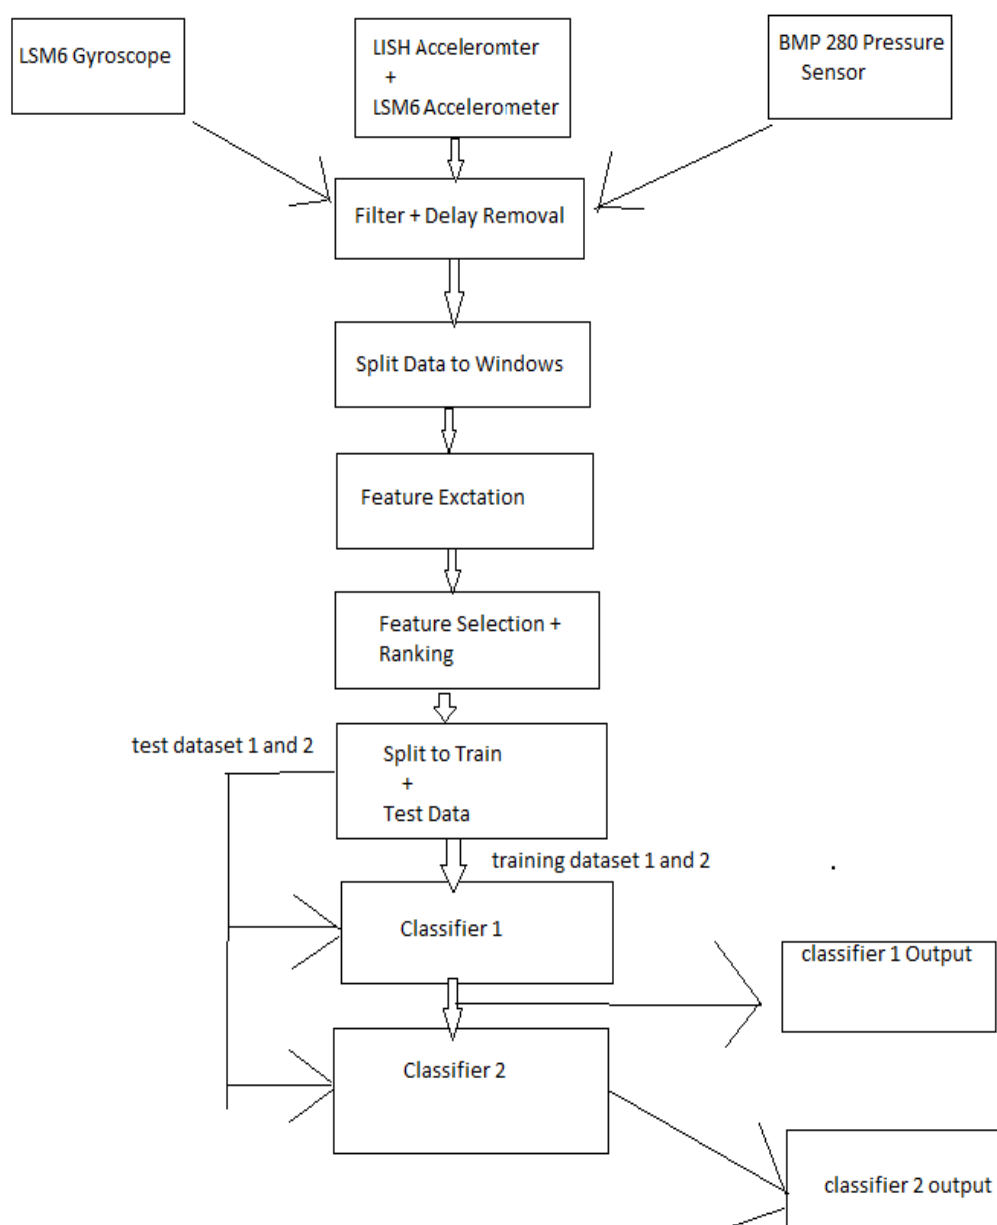 LSM6 Gyroscope
LISH Acceleromter
+
LSM6 Accelerometer
BMP 280 Pressure
Sensor
Filter + Delay Removal
Split Data to Windows
Feature Exctation
Feature Selection +
Ranking
test dataset 1 and 2
Split to Train
+
Test Data
training dataset 1 and 2
.
Classifier 1
classifier 1 Output
Classifier 2
classifier 2 output